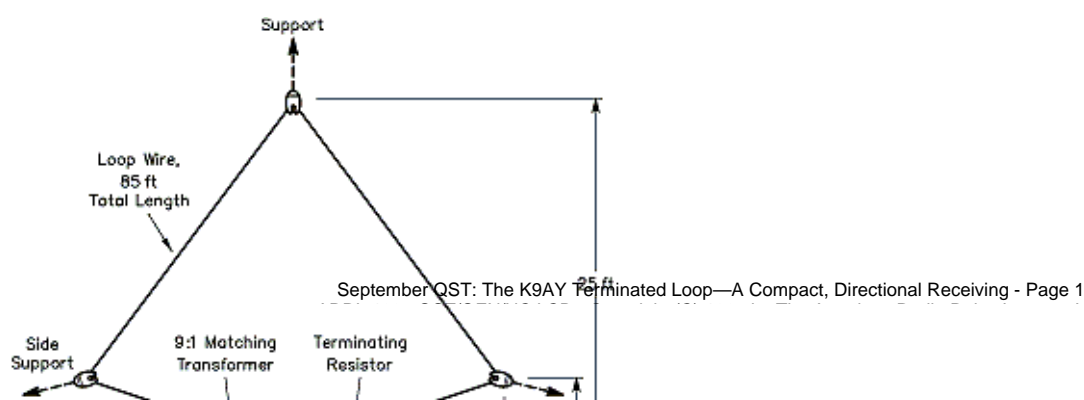 Support
Loop Wire,
85 ft
Total Length
25 ft
September QST: The K9AY Terminated Loop—A Compact, Directional Receiving - Page 1
Side
Support
9:1 Matching
Transformer
Terminating
Resistor